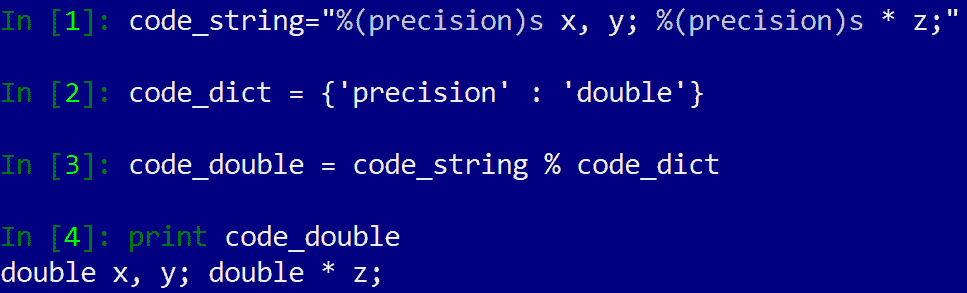 In [1]: code_string="%(precision)s x, y; %(precision)s * z;"
In [2]: code_dict = {'precision' : 'double'}
In [3]: code_double = code_string % code_dict
In [4]: print code_double
double x, y; double * z;